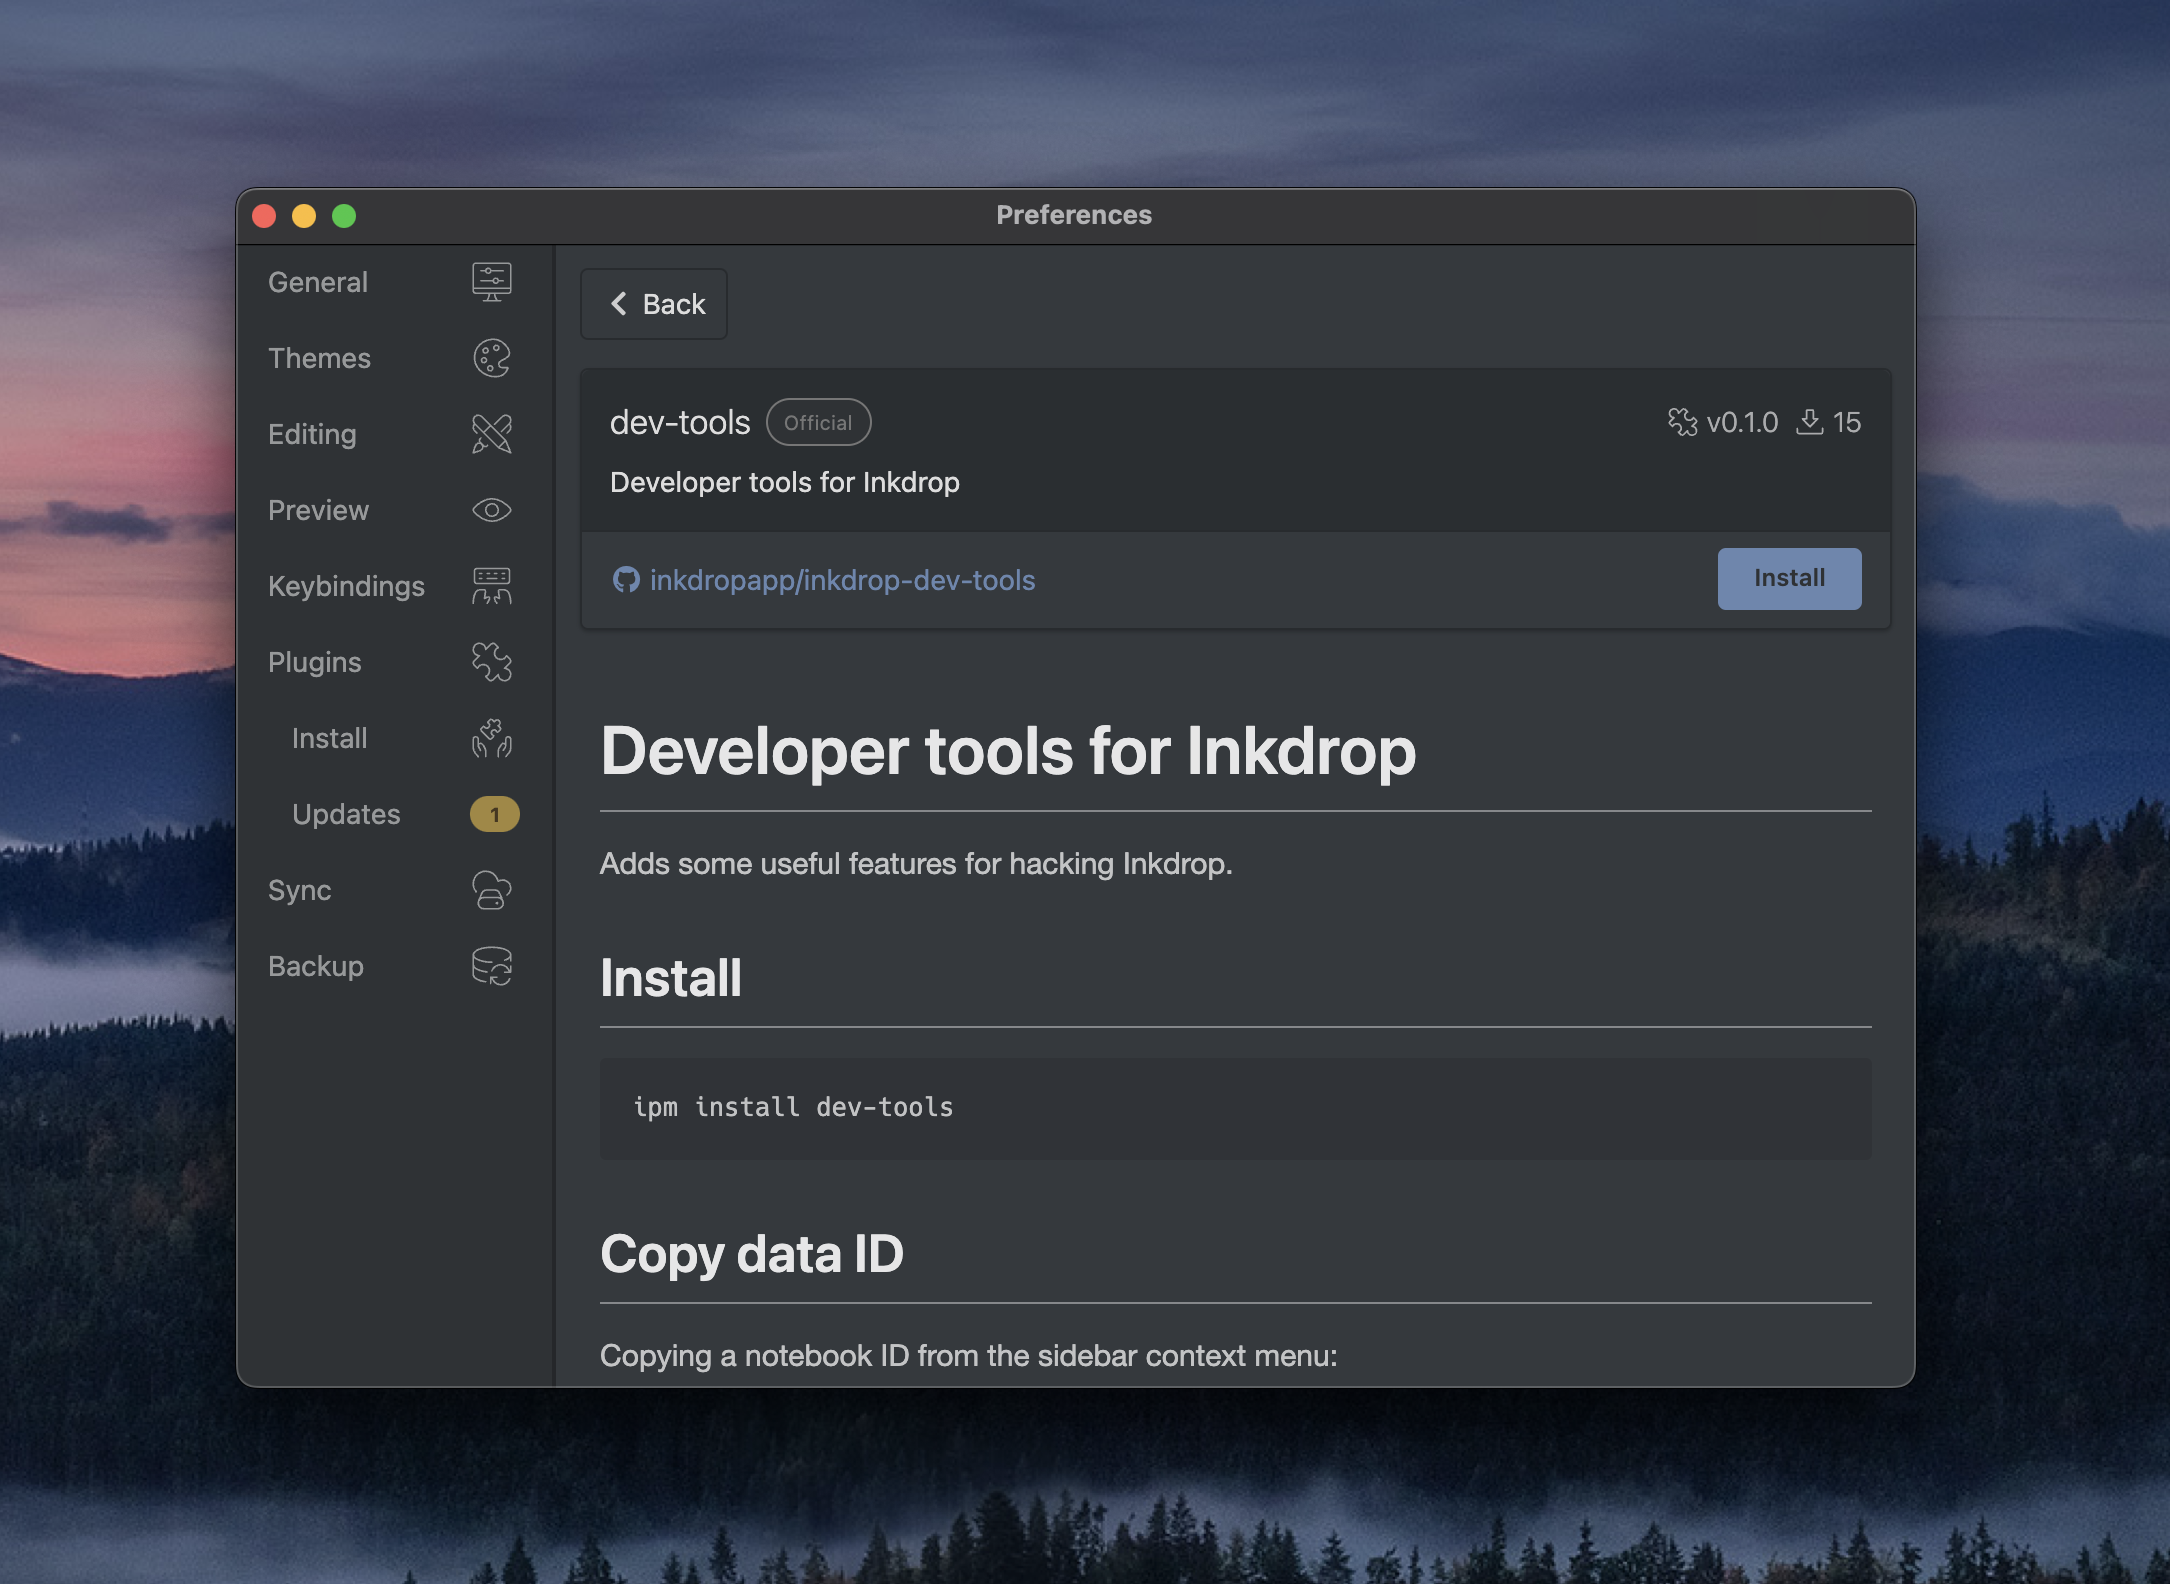 Preferences
General
Themes
Editing
Preview
Keybindings
Plugins
Install
Updates 1
Sync
Backup
Back
dev-tools Official v0.1.0 15
Developer tools for Inkdrop
inkdropapp/inkdrop-dev-tools Install
Developer tools for Inkdrop
Adds some useful features for hacking Inkdrop.
Install
ipm install dev-tools
Copy data ID
Copying a notebook ID from the sidebar context menu: